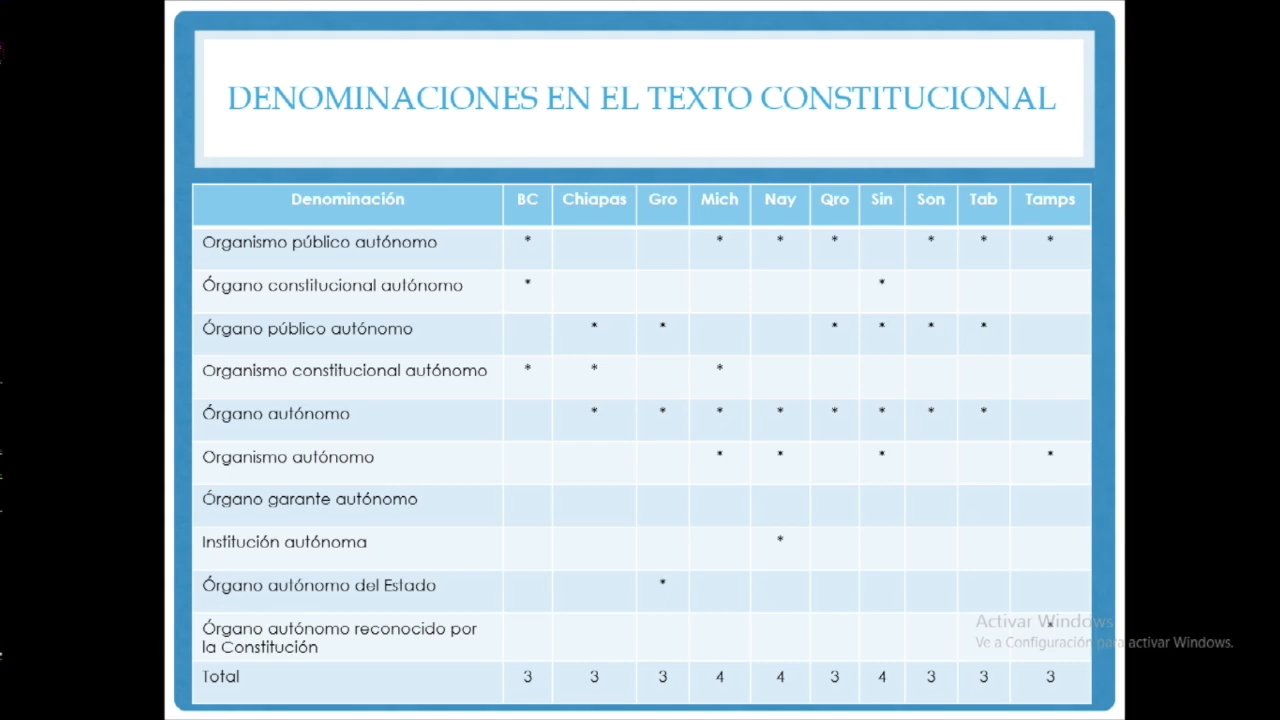 DENOMINACIONES EN EL TEXTO CONSTITUCIONAL
Denominación BC Chiapas Gro Mich Nay Qro Sin Son Tab Tamps
Organismo público autónomo * * * * * * *
Órgano constitucional autónomo * *
Órgano público autónomo * * * * * *
Organismo constitucional autónomo * * *
Órgano autónomo * * * * * * * *
Organismo autónomo * * * *
Órgano garante autónomo
Institución autónoma *
Órgano autónomo del Estado *
Órgano autónomo reconocido por *
la Constitución
Total 3 3 3 4 4 3 4 3 3 3
Activar Windows
Ve a Configuración para activar Windows.